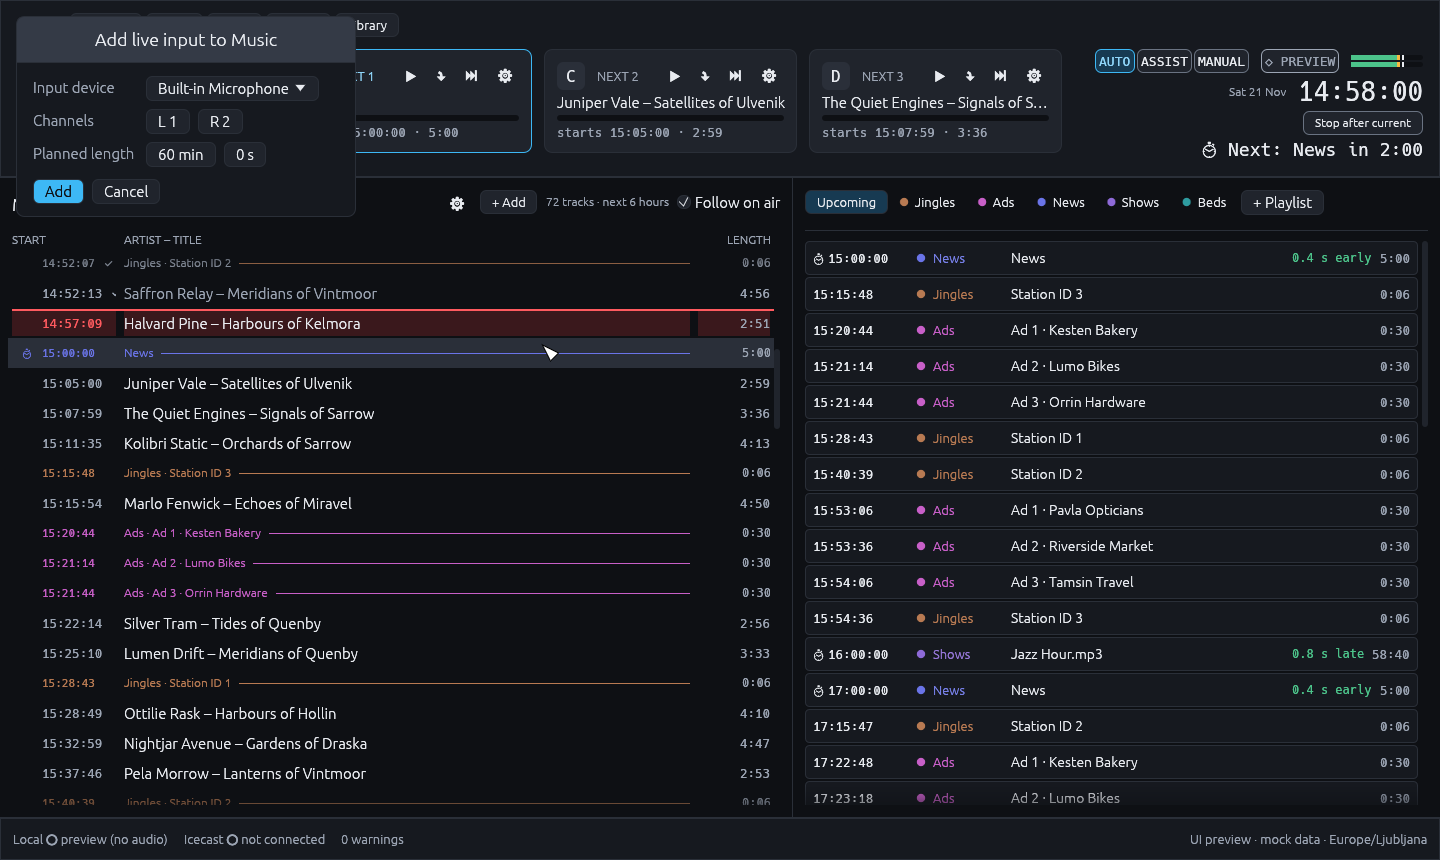 Add live input to Music
Input device
Built-in Microphone
Channels
L 1
R 2
Planned length
60 min
0 s
Add
Cancel
brary
T 1
5:00:00 · 5:00
C
NEXT 2
Juniper Vale – Satellites of Ulvenik
starts 15:05:00 · 2:59
D
NEXT 3
The Quiet Engines – Signals of S…
starts 15:07:59 · 3:36
AUTO
ASSIST
MANUAL
◇ PREVIEW
Sat 21 Nov
14:58:00
Stop after current
Next: News in 2:00
+ Add
72 tracks · next 6 hours
Follow on air
START
ARTIST – TITLE
LENGTH
14:52:07 Jingles · Station ID 2 0:06
14:52:13 Saffron Relay – Meridians of Vintmoor 4:56
14:57:09 Halvard Pine – Harbours of Kelmora 2:51
15:00:00 News 5:00
15:05:00 Juniper Vale – Satellites of Ulvenik 2:59
15:07:59 The Quiet Engines – Signals of Sarrow 3:36
15:11:35 Kolibri Static – Orchards of Sarrow 4:13
15:15:48 Jingles · Station ID 3 0:06
15:15:54 Marlo Fenwick – Echoes of Miravel 4:50
15:20:44 Ads · Ad 1 · Kesten Bakery 0:30
15:21:14 Ads · Ad 2 · Lumo Bikes 0:30
15:21:44 Ads · Ad 3 · Orrin Hardware 0:30
15:22:14 Silver Tram – Tides of Quenby 2:56
15:25:10 Lumen Drift – Meridians of Quenby 3:33
15:28:43 Jingles · Station ID 1 0:06
15:28:49 Ottilie Rask – Harbours of Hollin 4:10
15:32:59 Nightjar Avenue – Gardens of Draska 4:47
15:37:46 Pela Morrow – Lanterns of Vintmoor 2:53
15:40:39 Jingles · Station ID 2 0:06
Upcoming
Jingles
Ads
News
Shows
Beds
+ Playlist
15:00:00 News News 0.4 s early 5:00
15:15:48 Jingles Station ID 3 0:06
15:20:44 Ads Ad 1 · Kesten Bakery 0:30
15:21:14 Ads Ad 2 · Lumo Bikes 0:30
15:21:44 Ads Ad 3 · Orrin Hardware 0:30
15:28:43 Jingles Station ID 1 0:06
15:40:39 Jingles Station ID 2 0:06
15:53:06 Ads Ad 1 · Pavla Opticians 0:30
15:53:36 Ads Ad 2 · Riverside Market 0:30
15:54:06 Ads Ad 3 · Tamsin Travel 0:30
15:54:36 Jingles Station ID 3 0:06
16:00:00 Shows Jazz Hour.mp3 0.8 s late 58:40
17:00:00 News News 0.4 s early 5:00
17:15:47 Jingles Station ID 2 0:06
17:22:48 Ads Ad 1 · Kesten Bakery 0:30
17:23:18 Ads Ad 2 · Lumo Bikes 0:30
Local preview (no audio)
Icecast not connected
0 warnings
UI preview · mock data · Europe/Ljubljana